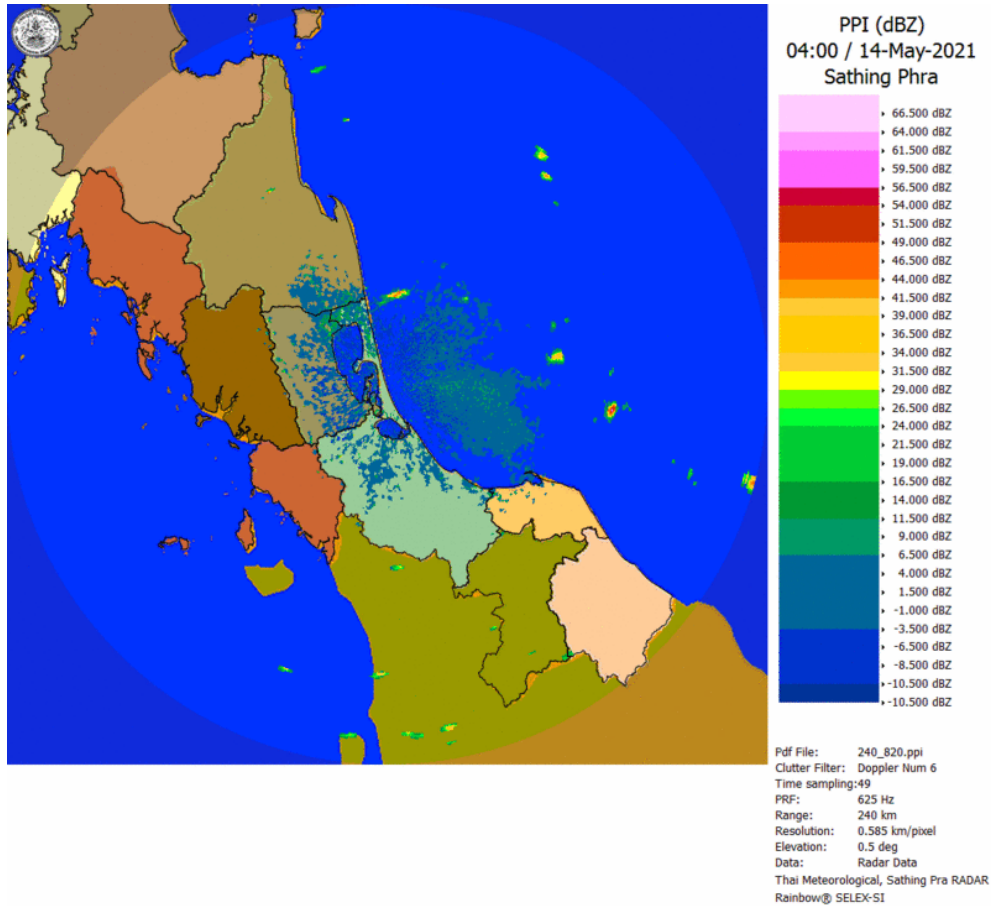 PPI (dBZ)
04:00 / 14-May-2021
Sathing Phra
66.500 dBZ
64.000 dBZ
61.500 dBZ
59.500 dBZ
56.500 dBZ
54.000 dBZ
51.500 dBZ
49.000 dBZ
46.500 dBZ
44.000 dBZ
41.500 dBZ
39.000 dBZ
36.500 dBZ
34.000 dBZ
31.500 dBZ
29.000 dBZ
26.500 dBZ
24.000 dBZ
21.500 dBZ
19.000 dBZ
16.500 dBZ
14.000 dBZ
11.500 dBZ
9.000 dBZ
6.500 dBZ
4.000 dBZ
1.500 dBZ
-1.000 dBZ
-3.500 dBZ
-6.500 dBZ
-8.500 dBZ
-10.500 dBZ
-10.500 dBZ
Pdf File: 240_820.ppi
Clutter Filter: Doppler Num 6
Time sampling:49
PRF: 625 Hz
Range: 240 km
Resolution: 0.585 km/pixel
Elevation: 0.5 deg
Data: Radar Data
Thai Meteorological, Sathing Pra RADAR
Rainbow® SELEX-SI